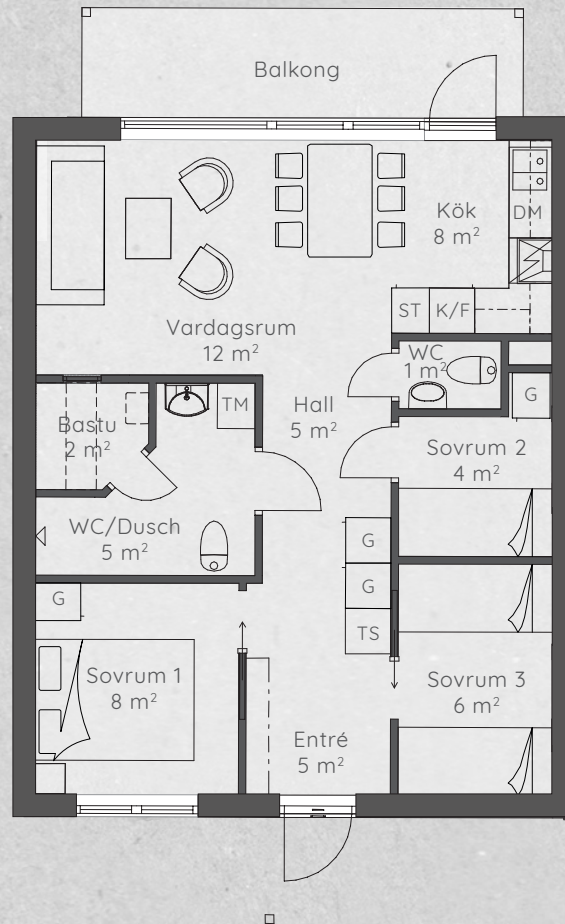 Balkong
Kök
8 m²
DM
ST
K/F
Vardagsrum
12 m²
WC
1 m²
G
Hall
5 m²
TM
Bastu
2 m²
Sovrum 2
4 m²
WC/Dusch
5 m²
G
G
TS
G
Sovrum 1
8 m²
Sovrum 3
6 m²
Entré
5 m²